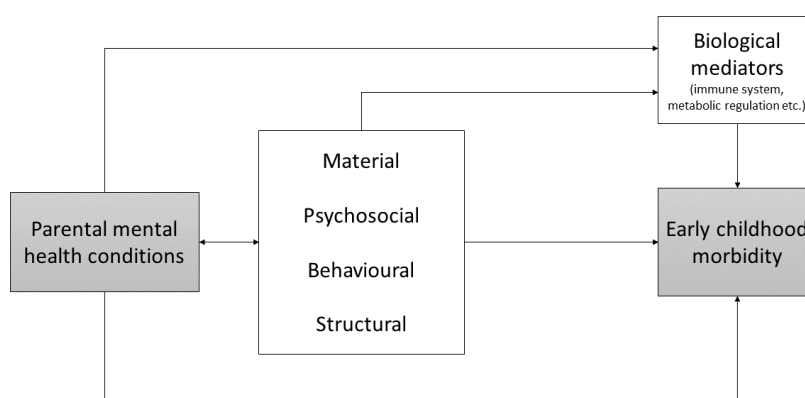 Biological
mediators
(immune system,
metabolic regulation etc.)
Material
Psychosocial
Behavioural
Structural
Parental mental
health conditions
Early childhood
morbidity